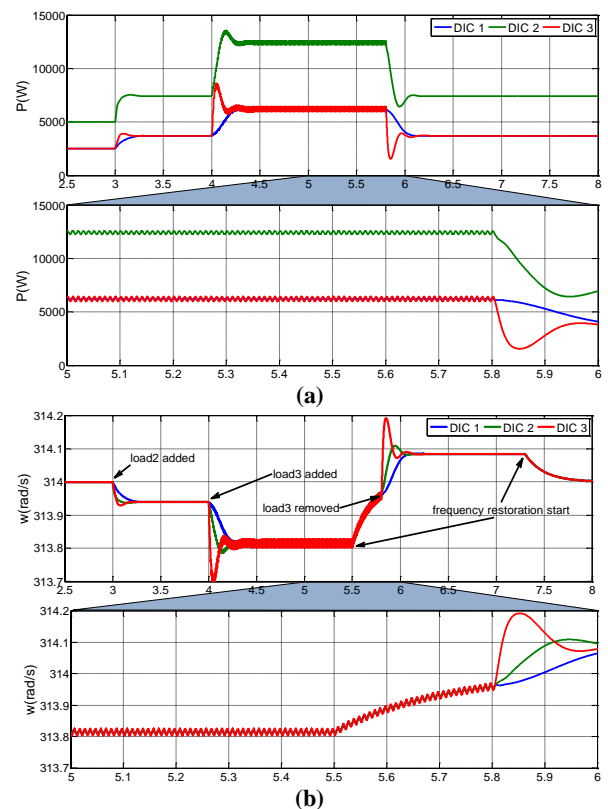 15000
10000
5000
0
P(W)
DIC 1 DIC 2 DIC 3
2.5 3 3.5 4 4.5 5 5.5 6 6.5 7 7.5 8
15000
10000
5000
0
P(W)
5 5.1 5.2 5.3 5.4 5.5 5.6 5.7 5.8 5.9 6
(a)
314.2
314.1
314
313.9
313.8
313.7
w(rad/s)
DIC 1 DIC 2 DIC 3
load2 added
load3 added
load3 removed
frequency restoration start
2.5 3 3.5 4 4.5 5 5.5 6 6.5 7 7.5 8
314.2
314.1
314
313.9
313.8
313.7
w(rad/s)
5 5.1 5.2 5.3 5.4 5.5 5.6 5.7 5.8 5.9 6
(b)